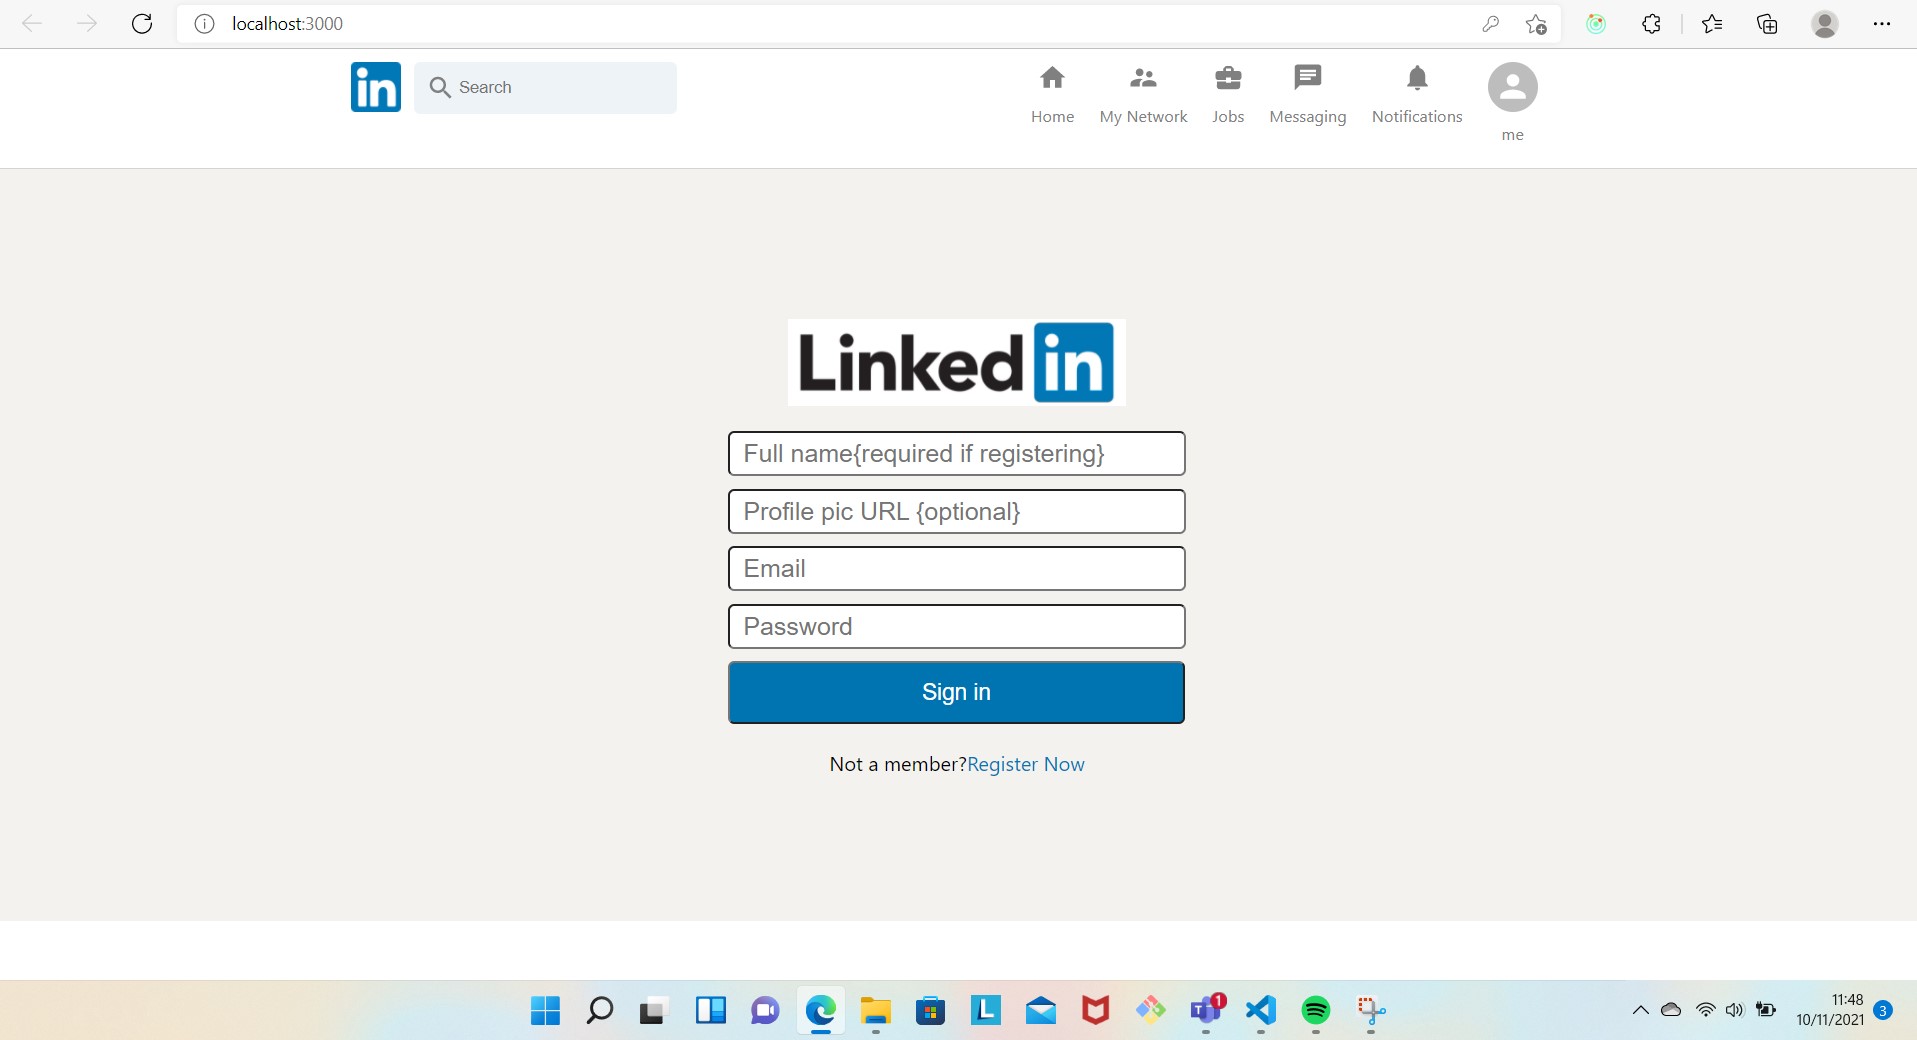 localhost:3000
in Search
Home My Network Jobs Messaging Notifications
me
Linked in
Full name{required if registering}
Profile pic URL {optional}
Email
Password
Sign in
Not a member?Register Now
L 1
11:48
10/11/2021 3